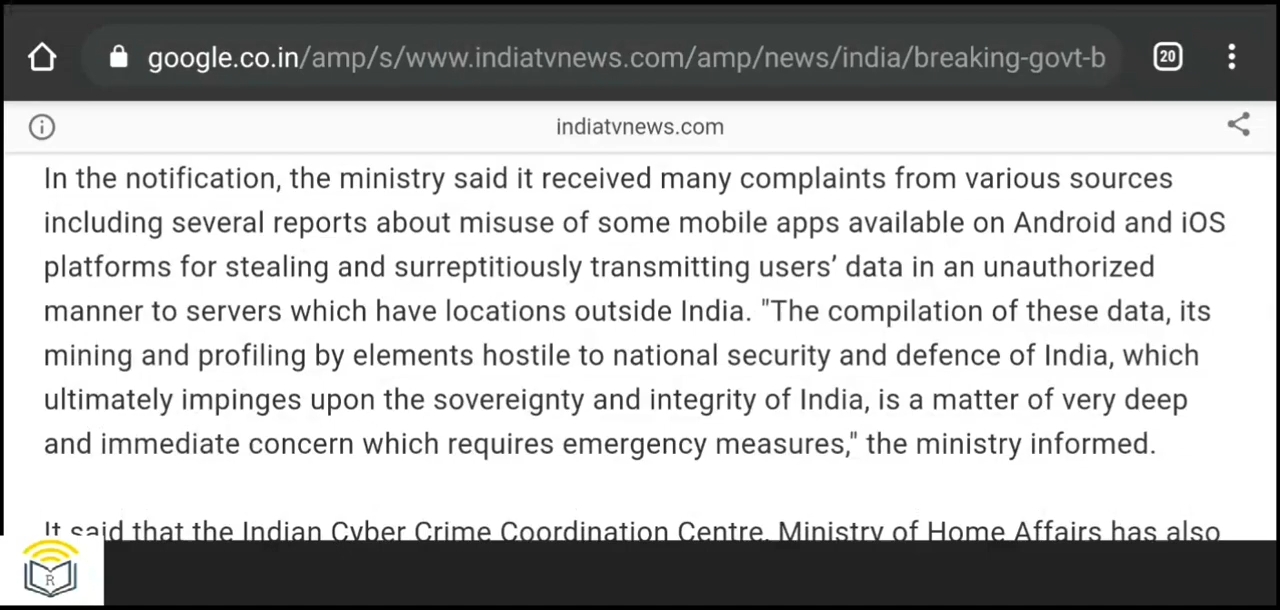 google.co.in/amp/s/www.indiatvnews.com/amp/news/india/breaking-govt-b
20
indiatvnews.com
In the notification, the ministry said it received many complaints from various sources
including several reports about misuse of some mobile apps available on Android and iOS
platforms for stealing and surreptitiously transmitting users’ data in an unauthorized
manner to servers which have locations outside India. "The compilation of these data, its
mining and profiling by elements hostile to national security and defence of India, which
ultimately impinges upon the sovereignty and integrity of India, is a matter of very deep
and immediate concern which requires emergency measures," the ministry informed.
It said that the Indian Cyber Crime Coordination Centre, Ministry of Home Affairs has also
R